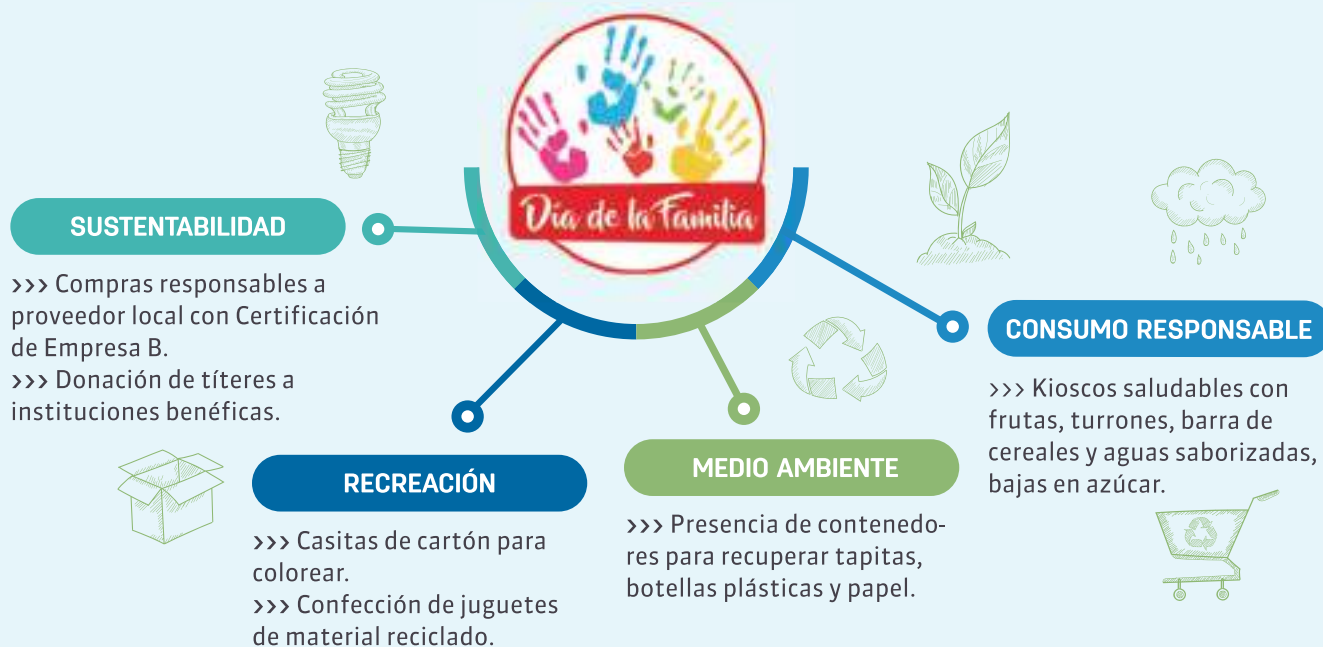 Día de la Familia
SUSTENTABILIDAD
>>> Compras responsables a
proveedor local con Certificación
de Empresa B.
>>> Donación de títeres a
instituciones benéficas.
RECREACIÓN
>>> Casitas de cartón para
colorear.
>>> Confección de juguetes
de material reciclado.
MEDIO AMBIENTE
>>> Presencia de contenedo-
res para recuperar tapitas,
botellas plásticas y papel.
CONSUMO RESPONSABLE
>>> Kioscos saludables con
frutas, turrones, barra de
cereales y aguas saborizadas,
bajas en azúcar.